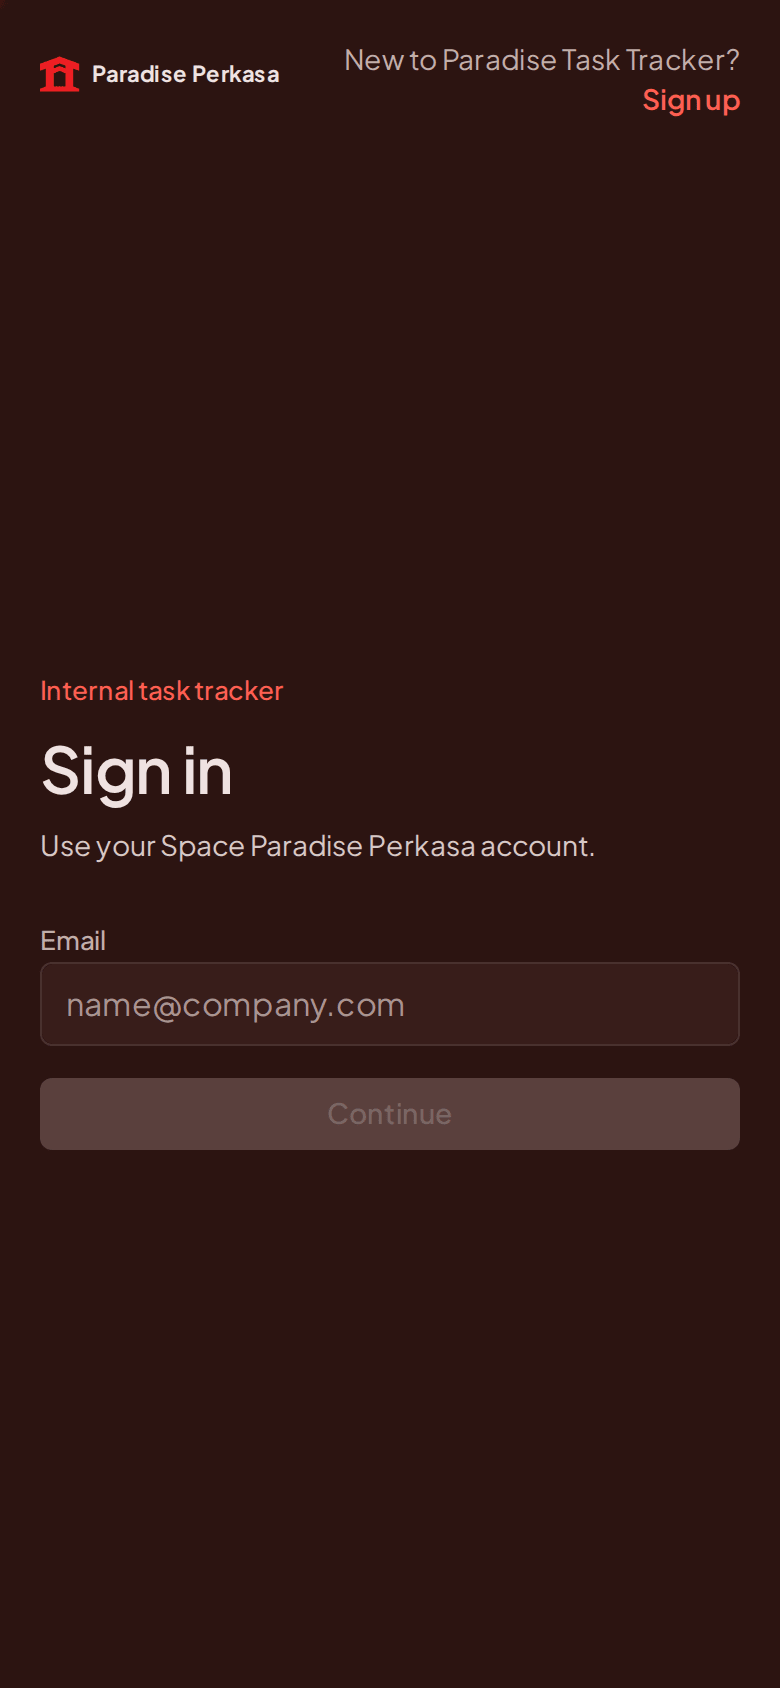 Paradise Perkasa
New to Paradise Task Tracker?
Sign up
Internal task tracker
Sign in
Use your Space Paradise Perkasa account.
Email
name@company.com
Continue